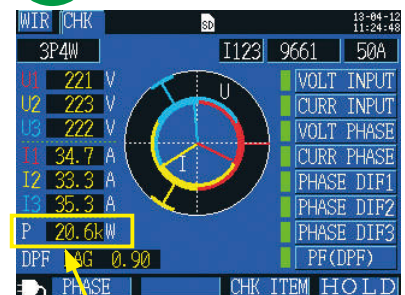 WIR CHK SD 13-04-12
11:24:48
3P4W I123 9661 50A
U1 221 V
U2 223 V
U3 222 V
I1 34.7 A
I2 33.3 A
I3 35.3 A
P 20.6kW
DPF LAG 0.90
U
I
VOLT INPUT
CURR INPUT
VOLT PHASE
CURR PHASE
PHASE DIF1
PHASE DIF2
PHASE DIF3
PF(DPF)
PHASE CHK ITEM HOLD